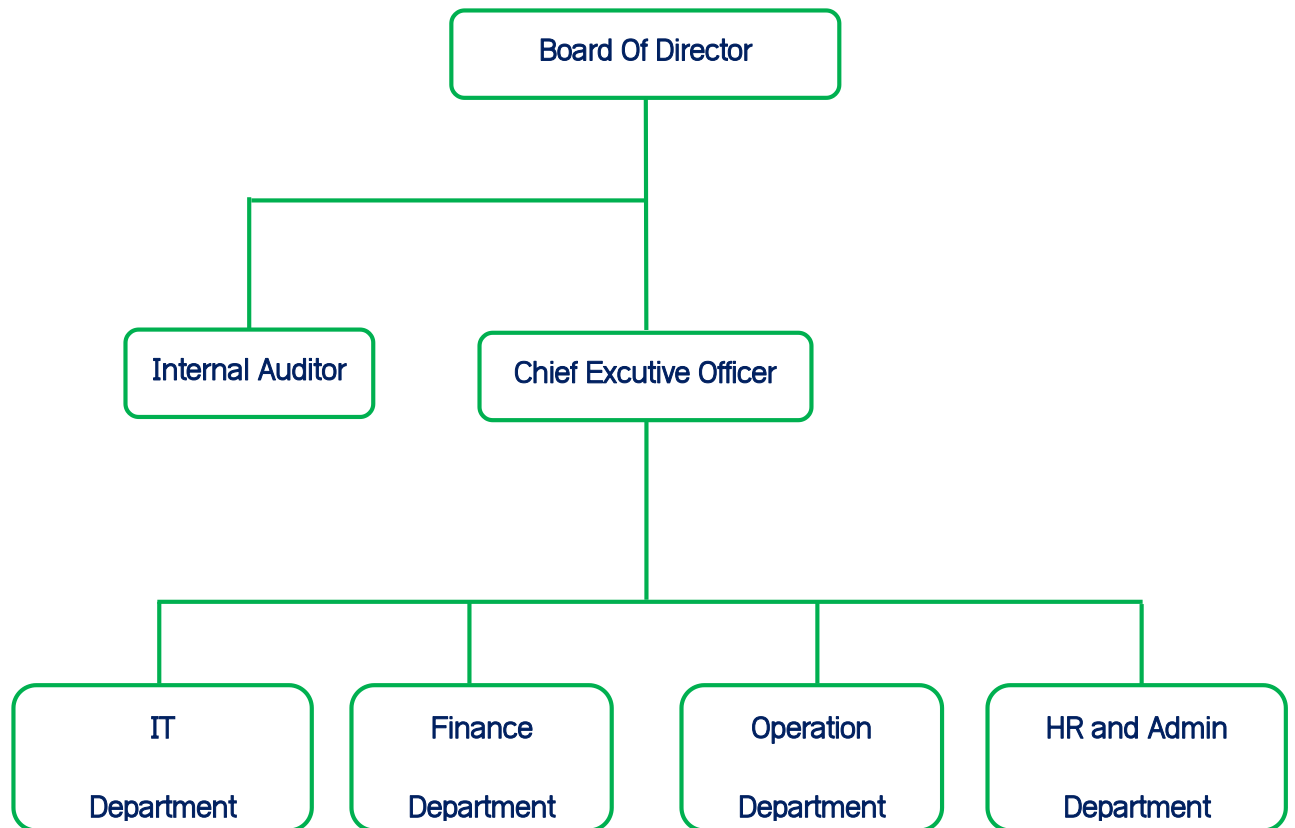 Board Of Director
Internal Auditor
Chief Excutive Officer
IT
Department
Finance
Department
Operation
Department
HR and Admin
Department